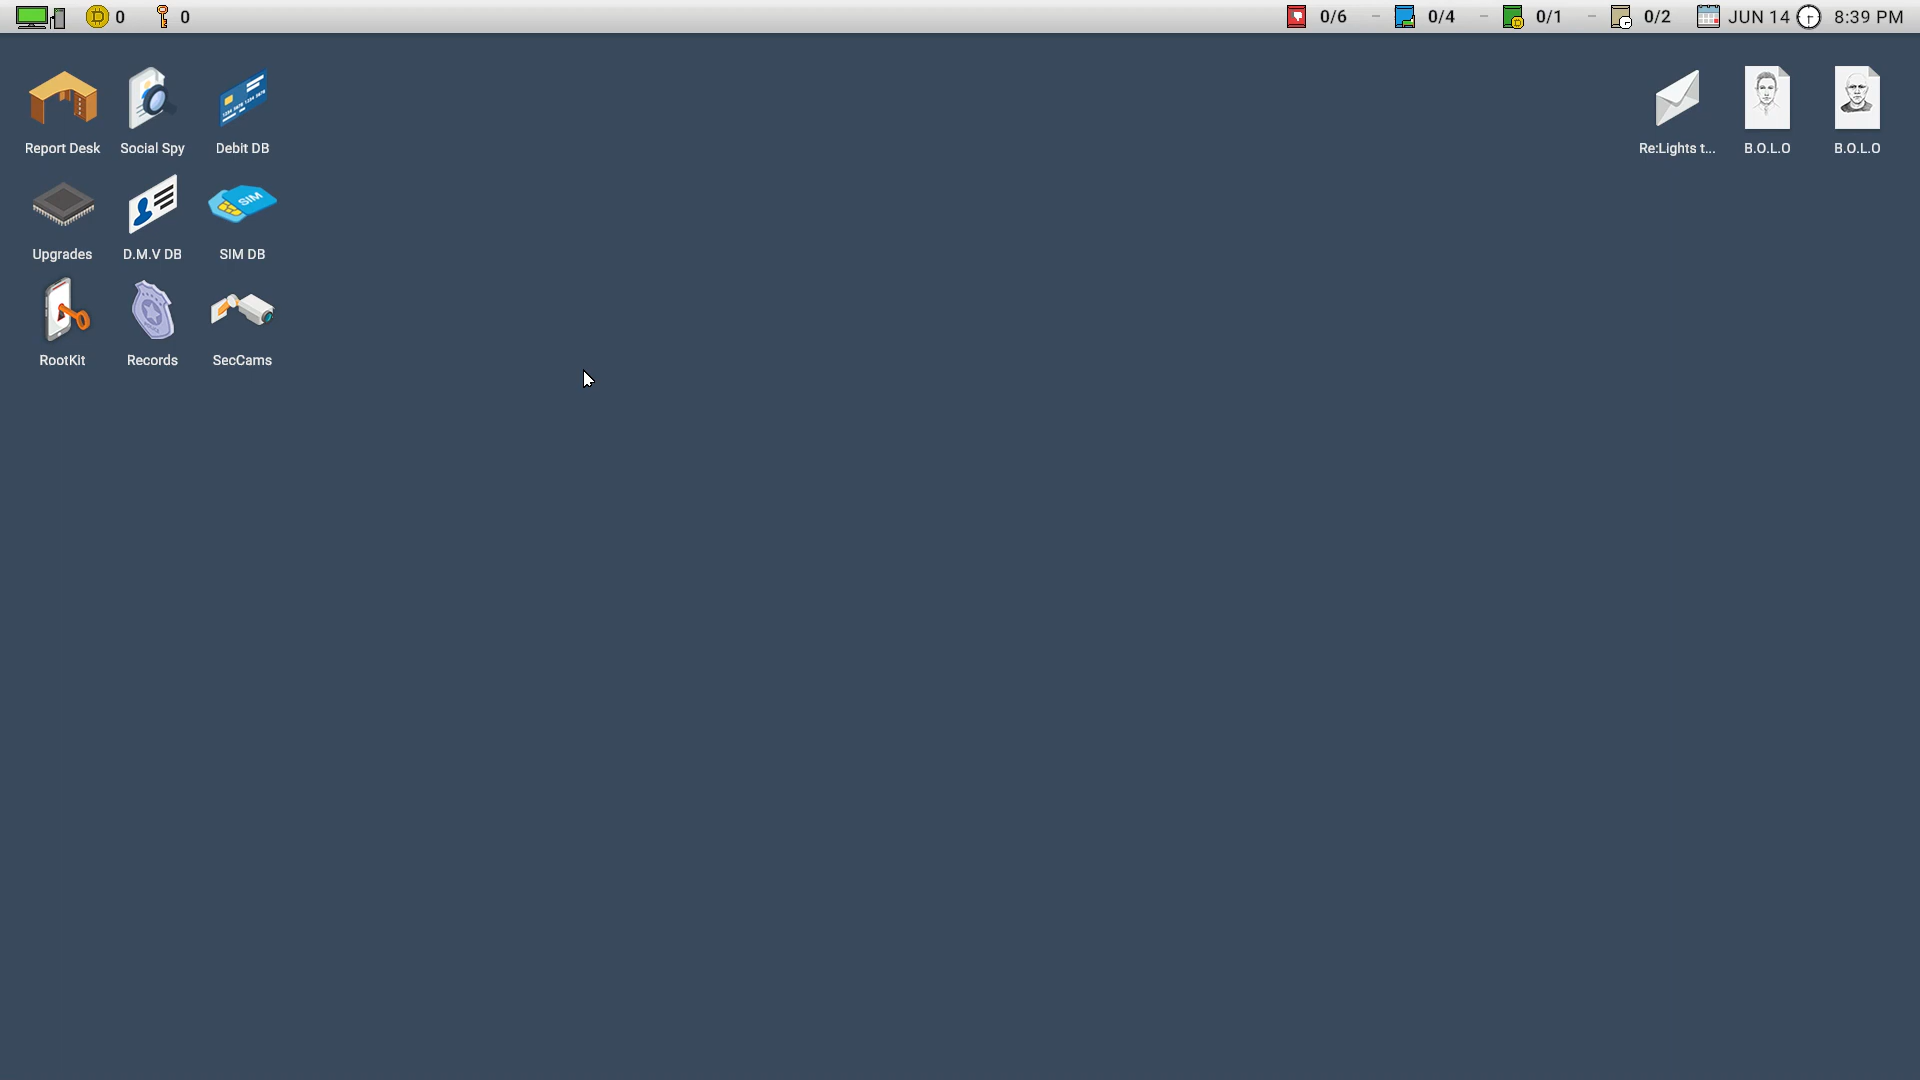 0 0 0/6 – 0/4 – 0/1 – 0/2 JUN 14 8:39 PM
Report Desk Social Spy Debit DB Re:Lights t... B.O.L.O B.O.L.O
SIM
Upgrades D.M.V DB SIM DB
RootKit Records SecCams